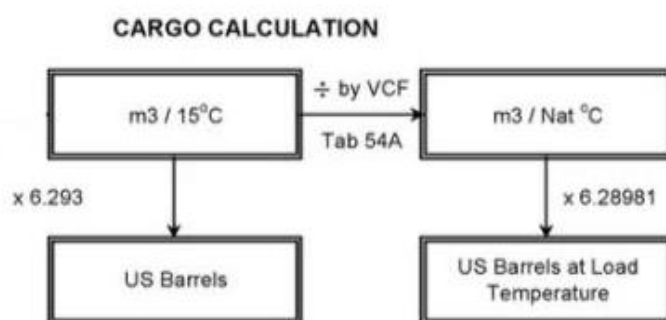 CARGO CALCULATION
m3 / 15°C
÷ by VCF
Tab 54A
m3 / Nat °C
x 6.293
x 6.28981
US Barrels
US Barrels at Load
Temperature